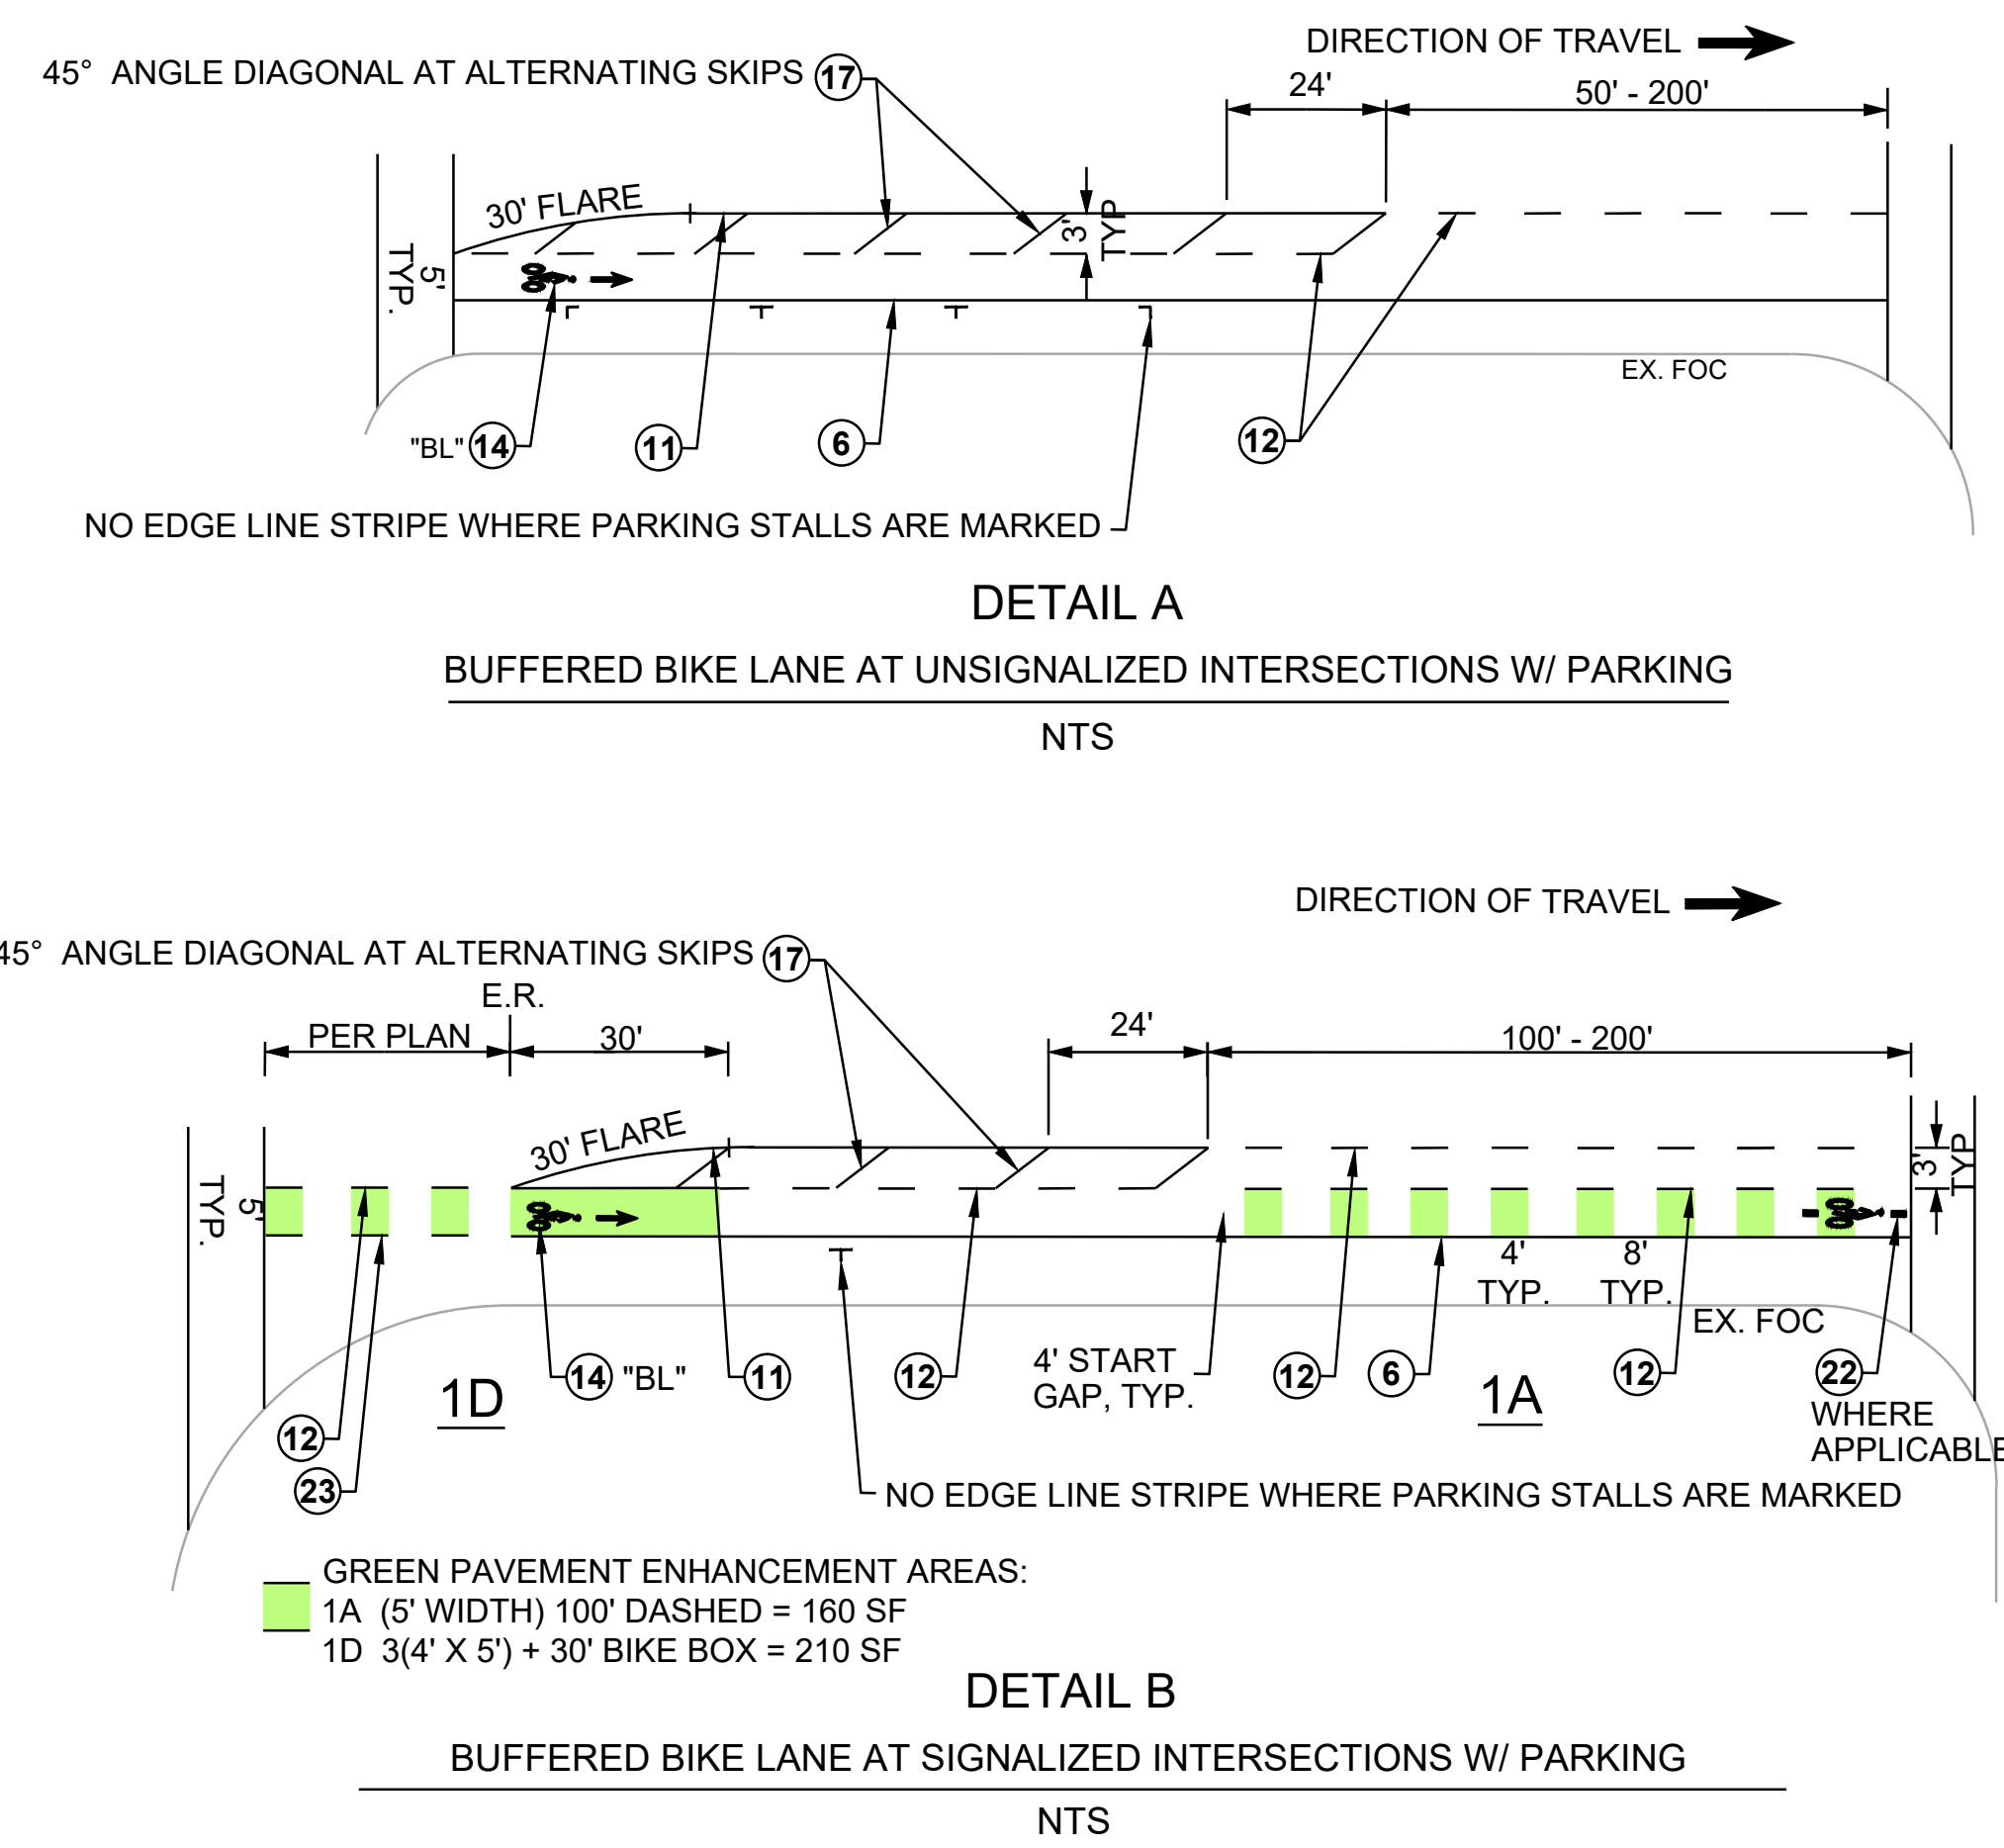 DIRECTION OF TRAVEL
45° ANGLE DIAGONAL AT ALTERNATING SKIPS 17
24'
50' - 200'
30' FLARE
3'
TYP
5'
TYP.
EX. FOC
"BL" 14
11
6
12
NO EDGE LINE STRIPE WHERE PARKING STALLS ARE MARKED
DETAIL A
BUFFERED BIKE LANE AT UNSIGNALIZED INTERSECTIONS W/ PARKING
NTS
DIRECTION OF TRAVEL
45° ANGLE DIAGONAL AT ALTERNATING SKIPS 17
E.R.
PER PLAN
30'
24'
100' - 200'
30' FLARE
3'
TYP
5'
TYP.
4'
TYP.
8'
TYP.
EX. FOC
14 "BL"
11
12
4' START
GAP, TYP.
12
6
12
22
WHERE
APPLICABLE
1D
1A
12
23
NO EDGE LINE STRIPE WHERE PARKING STALLS ARE MARKED
GREEN PAVEMENT ENHANCEMENT AREAS:
1A (5' WIDTH) 100' DASHED = 160 SF
1D 3(4' X 5') + 30' BIKE BOX = 210 SF
DETAIL B
BUFFERED BIKE LANE AT SIGNALIZED INTERSECTIONS W/ PARKING
NTS